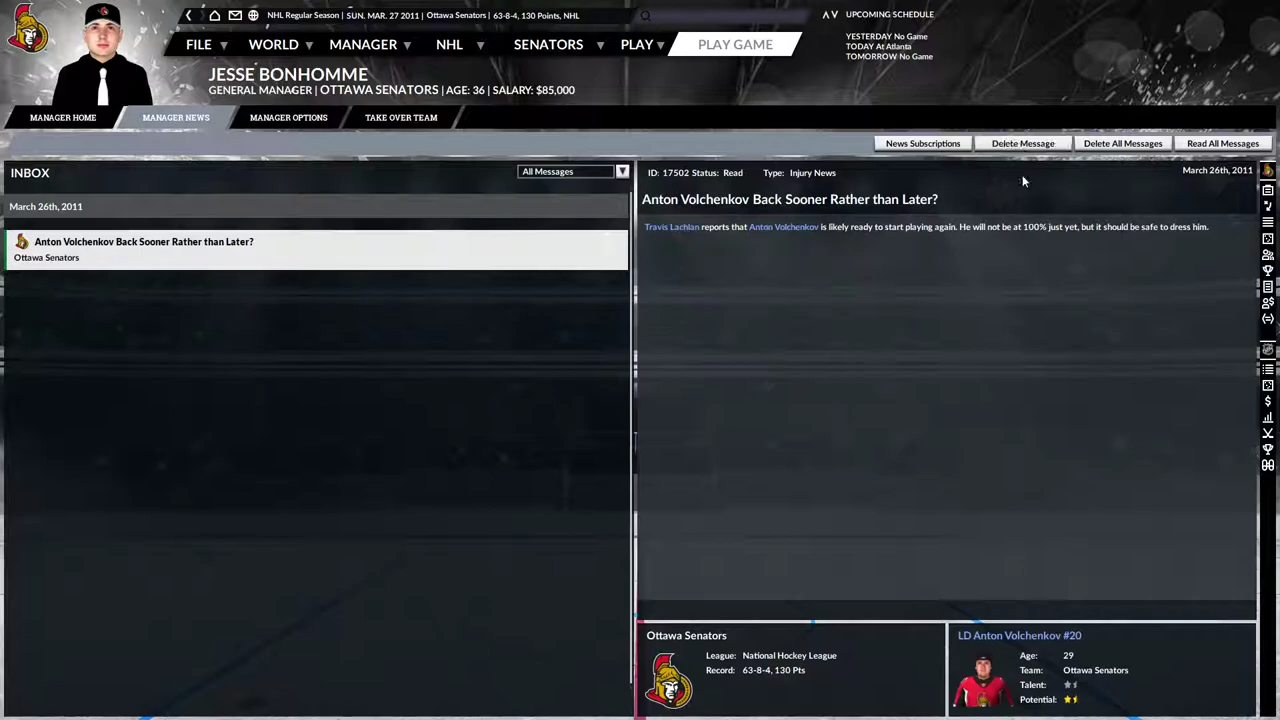 NHL Regular Season | SUN. MAR. 27 2011 | Ottawa Senators | 63-8-4, 130 Points, NHL
UPCOMING SCHEDULE
YESTERDAY No Game
TODAY At Atlanta
TOMORROW No Game
FILE
WORLD
MANAGER
NHL
SENATORS
PLAY
PLAY GAME
JESSE BONHOMME
GENERAL MANAGER | OTTAWA SENATORS | AGE: 36 | SALARY: $85,000
MANAGER HOME
MANAGER NEWS
MANAGER OPTIONS
TAKE OVER TEAM
News Subscriptions
Delete Message
Delete All Messages
Read All Messages
INBOX
All Messages
March 26th, 2011
Anton Volchenkov Back Sooner Rather than Later?
Ottawa Senators
ID: 17502 Status: Read Type: Injury News
March 26th, 2011
Anton Volchenkov Back Sooner Rather than Later?
Travis Lachlan reports that Anton Volchenkov is likely ready to start playing again. He will not be at 100% just yet, but it should be safe to dress him.
Ottawa Senators
League: National Hockey League
Record: 63-8-4, 130 Pts
LD Anton Volchenkov #20
Age: 29
Team: Ottawa Senators
Talent:
Potential: